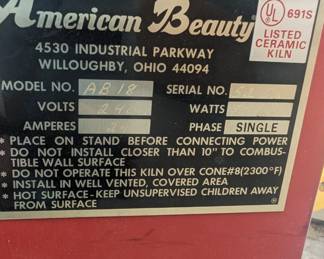 American Beauty
UL 691S
LISTED
CERAMIC
KILN
4530 INDUSTRIAL PARKWAY
WILLOUGHBY, OHIO 44094
MODEL NO. AB 18 SERIAL NO.
VOLTS 240 WATTS
AMPERES PHASE SINGLE
* PLACE ON STAND BEFORE CONNECTING POWER
* DO NOT INSTALL CLOSER THAN 10" TO COMBUS-
TIBLE WALL SURFACE
* DO NOT OPERATE THIS KILN OVER CONE#8(2300°F)
* INSTALL IN WELL VENTED, COVERED AREA
* HOT SURFACE-KEEP UNSUPERVISED CHILDREN AWAY
FROM SURFACE